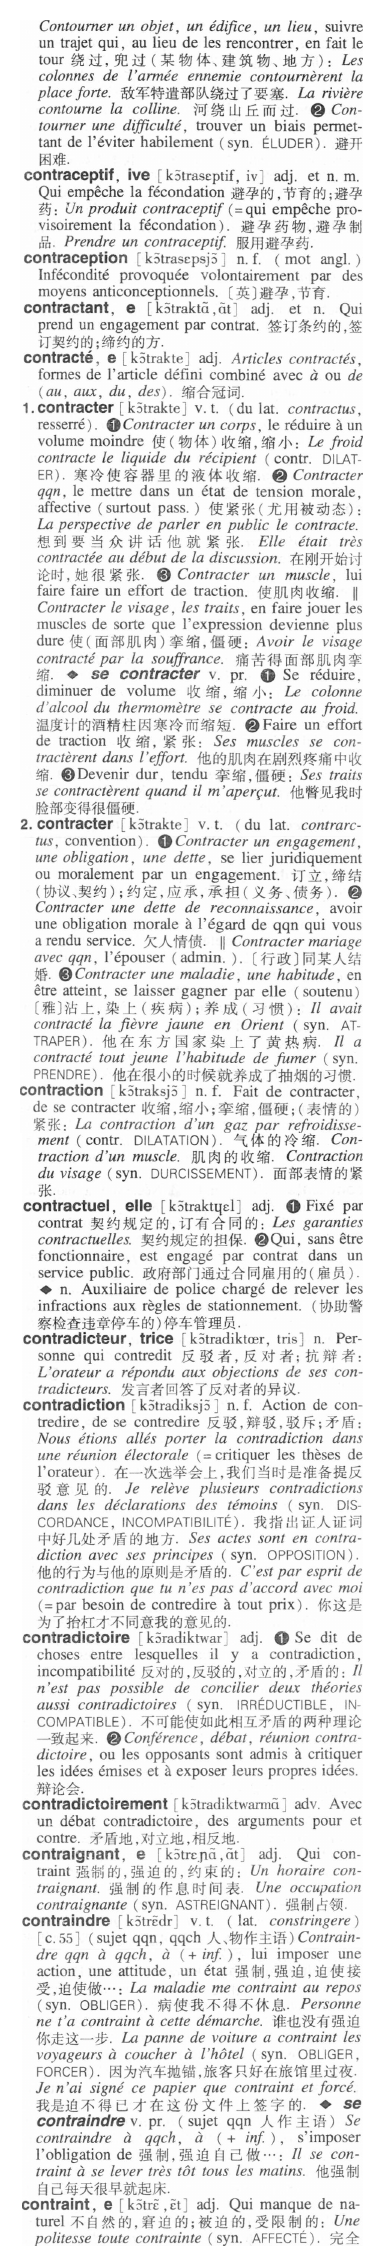 Contourner un objet, un édifice, un lieu, suivre
un trajet qui, au lieu de les rencontrer, en fait le
tour 绕过,兜过(某物体、建筑物、地方): Les
colonnes de l'armée ennemie contournèrent la
place forte. 敌军特遣部队绕过了要塞. La rivière
contourne la colline. 河绕山丘而过. ❷ Con-
tourner une difficulté, trouver un biais permet-
tant de l'éviter habilement (syn. ÉLUDER). 避开
困难.
contraceptif, ive [kɔ̃traseptif, iv] adj. et n. m.
Qui empêche la fécondation 避孕的,节育的;避孕
药: Un produit contraceptif (=qui empêche pro-
visoirement la fécondation). 避孕药物,避孕制
品. Prendre un contraceptif. 服用避孕药.
contraception [kɔ̃trasepsjɔ̃] n. f. (mot angl.)
Infécondité provoquée volontairement par des
moyens anticonceptionnels. [英]避孕,节育.
contractant, e [kɔ̃traktɑ̃,ɑ̃t] adj. et n. Qui
prend un engagement par contrat. 签订条约的,签
订契约的;缔约的方.
contracté, e [kɔ̃trakte] adj. Articles contractés,
formes de l'article défini combiné avec à ou de
(au, aux, du, des). 缩合冠词.
1. contracter [kɔ̃trakte] v. t. (du lat. contractus,
resserré). ❶Contracter un corps, le réduire à un
volume moindre 使(物体)收缩,缩小: Le froid
contracte le liquide du récipient (contr. DILAT-
ER). 寒冷使容器里的液体收缩. ❷ Contracter
qqn, le mettre dans un état de tension morale,
affective (surtout pass.) 使紧张(尤用被动态):
La perspective de parler en public le contracte.
想到要当众讲话他就紧张. Elle était très
contractée au début de la discussion. 在刚开始讨
论时,她很紧张. ❸ Contracter un muscle, lui
faire faire un effort de traction. 使肌肉收缩. ‖
Contracter le visage, les traits, en faire jouer les
muscles de sorte que l'expression devienne plus
dure 使(面部肌肉)挛缩,僵硬: Avoir le visage
contracté par la souffrance. 痛苦得面部肌肉挛
缩. ◆ se contracter v. pr. ❶ Se réduire,
diminuer de volume 收缩,缩小: Le colonne
d'alcool du thermomètre se contracte au froid.
温度计的酒精柱因寒冷而缩短. ❷Faire un effort
de traction 收缩,紧张: Ses muscles se con-
tractèrent dans l'effort. 他的肌肉在剧烈疼痛中收
缩. ❸Devenir dur, tendu 挛缩,僵硬: Ses traits
se contractèrent quand il m'aperçut. 他瞥见我时
脸部变得很僵硬.
2. contracter [kɔ̃trakte] v. t. (du lat. contrarc-
tus, convention). ❶Contracter un engagement,
une obligation, une dette, se lier juridiquement
ou moralement par un engagement. 订立,缔结
(协议、契约);约定,应承,承担(义务、债务). ❷
Contracter une dette de reconnaissance, avoir
une obligation morale à l'égard de qqn qui vous
a rendu service. 欠人情债. ‖ Contracter mariage
avec qqn, l'épouser (admin.). [行政]同某人结
婚. ❸Contracter une maladie, une habitude, en
être atteint, se laisser gagner par elle (soutenu)
[雅]沾上,染上(疾病);养成(习惯): Il avait
contracté la fièvre jaune en Orient (syn. AT-
TRAPER). 他在东方国家染上了黄热病. Il a
contracté tout jeune l'habitude de fumer (syn.
PRENDRE). 他在很小的时候就养成了抽烟的习惯.
contraction [kɔ̃traksjɔ̃] n. f. Fait de contracter,
de se contracter 收缩,缩小;挛缩,僵硬;(表情的)
紧张: La contraction d'un gaz par refroidisse-
ment (contr. DILATATION). 气体的冷缩. Con-
traction d'un muscle. 肌肉的收缩. Contraction
du visage (syn. DURCISSEMENT). 面部表情的紧
张.
contractuel, elle [kɔ̃traktɥɛl] adj. ❶ Fixé par
contrat 契约规定的,订有合同的: Les garanties
contractuelles. 契约规定的担保. ❷Qui, sans être
fonctionnaire, est engagé par contrat dans un
service public. 政府部门通过合同雇用的(雇员).
◆ n. Auxiliaire de police chargé de relever les
infractions aux règles de stationnement. (协助警
察检查违章停车的)停车管理员.
contradicteur, trice [kɔ̃tradiktœr, tris] n. Per-
sonne qui contredit 反驳者,反对者;抗辩者:
L'orateur a répondu aux objections de ses con-
tradicteurs. 发言者回答了反对者的异议.
contradiction [kɔ̃tradiksjɔ̃] n. f. Action de con-
tredire, de se contredire 反驳,辩驳,驳斥;矛盾:
Nous étions allés porter la contradiction dans
une réunion électorale (=critiquer les thèses de
l'orateur). 在一次选举会上,我们当时是准备提反
驳意见的. Je relève plusieurs contradictions
dans les déclarations des témoins (syn. DIS-
CORDANCE, INCOMPATIBILITÉ). 我指出证人证词
中好几处矛盾的地方. Ses actes sont en contra-
diction avec ses principes (syn. OPPOSITION).
他的行为与他的原则是矛盾的. C'est par esprit de
contradiction que tu n'es pas d'accord avec moi
(=par besoin de contredire à tout prix). 你这是
为了抬杠才不同意我的意见的.
contradictoire [kɔ̃radiktwar] adj. ❶ Se dit de
choses entre lesquelles il y a contradiction,
incompatibilité 反对的,反驳的,对立的,矛盾的: Il
n'est pas possible de concilier deux théories
aussi contradictoires (syn. IRRÉDUCTIBLE, IN-
COMPATIBLE). 不可能使如此相互矛盾的两种理论
一致起来. ❷Conférence, débat, réunion contra-
dictoire, ou les opposants sont admis à critiquer
les idées émises et à exposer leurs propres idées.
辩论会.
contradictoirement [kɔ̃tradiktwarmɑ̃] adv. Avec
un débat contradictoire, des arguments pour et
contre. 矛盾地,对立地,相反地.
contraignant, e [kɔ̃trɛɲɑ̃,ɑ̃t] adj. Qui con-
traint 强制的,强迫的,约束的: Un horaire con-
traignant. 强制的作息时间表. Une occupation
contraignante (syn. ASTREIGNANT). 强制占领.
contraindre [kɔ̃trɛ̃dr] v. t. (lat. constringere)
[c. 55] (sujet qqn, qqch 人、物作主语) Contrain-
dre qqn à qqch, à (+ inf.), lui imposer une
action, une attitude, un état 强制,强迫,迫使接
受,迫使做…: La maladie me contraint au repos
(syn. OBLIGER). 病使我不得不休息. Personne
ne t'a contraint à cette démarche. 谁也没有强迫
你走这一步. La panne de voiture a contraint les
voyageurs à coucher à l'hôtel (syn. OBLIGER,
FORCER). 因为汽车抛锚,旅客只好在旅馆里过夜.
Je n'ai signé ce papier que contraint et forcé.
我是迫不得已才在这份文件上签字的. ◆ se
contraindre v. pr. (sujet qqn 人作主语) Se
contraindre à qqch, à (+ inf.), s'imposer
l'obligation de 强制,强迫自己做…: Il se con-
traint à se lever très tôt tous les matins. 他强制
自己每天很早就起床.
contraint, e [kɔ̃trɛ̃, ɛ̃t] adj. Qui manque de na-
turel 不自然的,窘迫的;被迫的,受限制的: Une
politesse toute contrainte (syn. AFFECTÉ). 完全